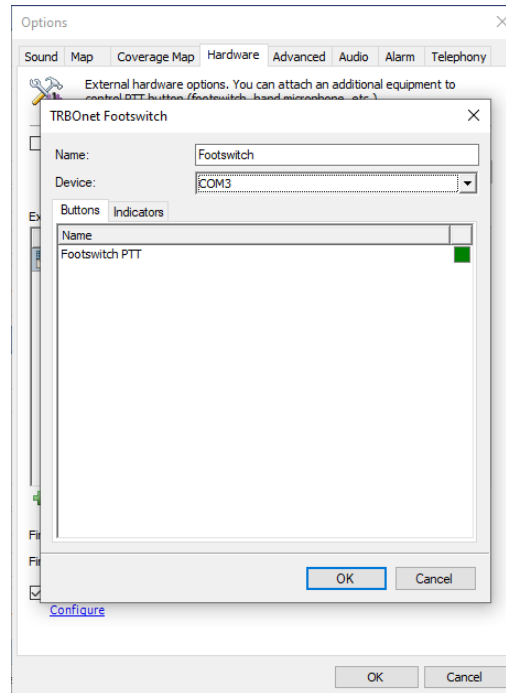 Options
Sound Map Coverage Map Hardware Advanced Audio Alarm Telephony
External hardware options. You can attach an additional equipment to
control PTT button (footswitch, hand microphone, etc.)
TRBOnet Footswitch
Name: Footswitch
Device: COM3
Buttons Indicators
Name
Footswitch PTT
OK Cancel
Configure
OK Cancel